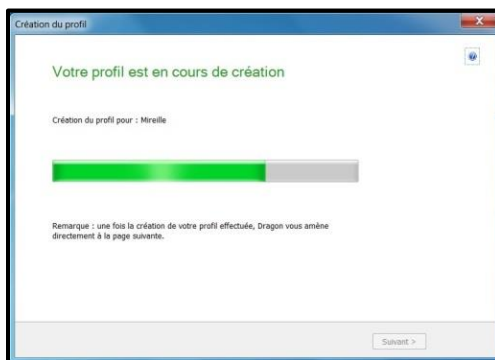 Création du profil
Votre profil est en cours de création
Création du profil pour : Mireille
Remarque : une fois la création de votre profil effectuée, Dragon vous amène
directement à la page suivante.
Suivant >